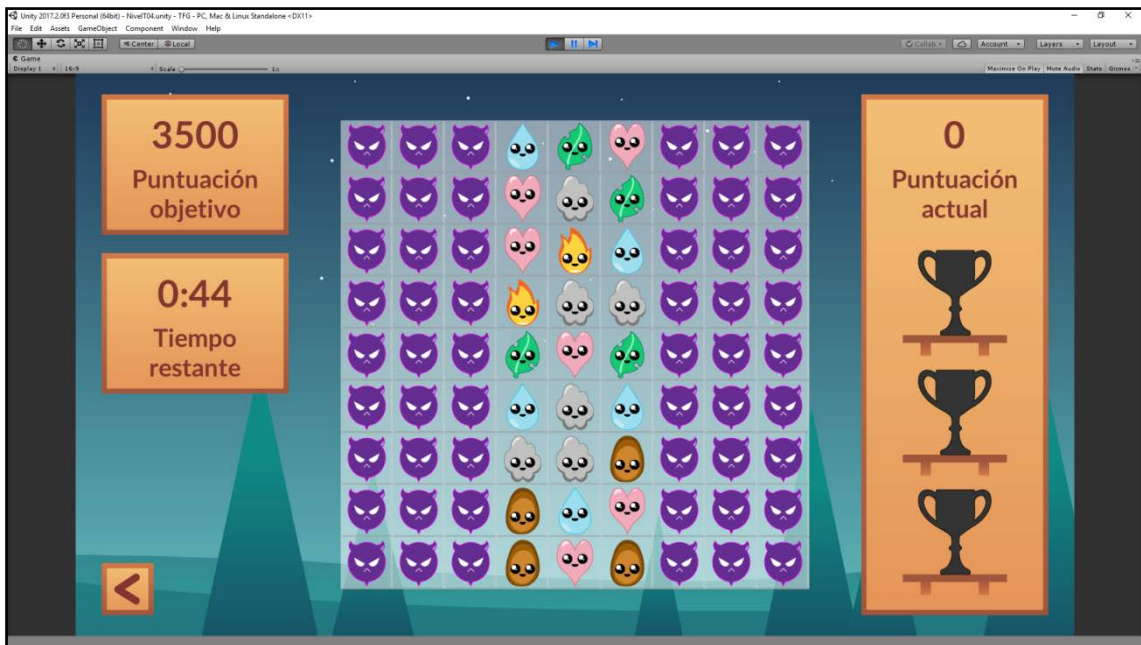 Unity 2017.2.0f3 Personal (64bit) - NivelT04.unity - TFG - PC, Mac & Linux Standalone <DX11>
File Edit Assets GameObject Component Window Help
Center Local
Collab Account Layers Layout
Game
Display 1 16:9 Scale 1x Maximize On Play Mute Audio Stats Gizmos
3500
Puntuación
objetivo
0:44
Tiempo
restante
0
Puntuación
actual